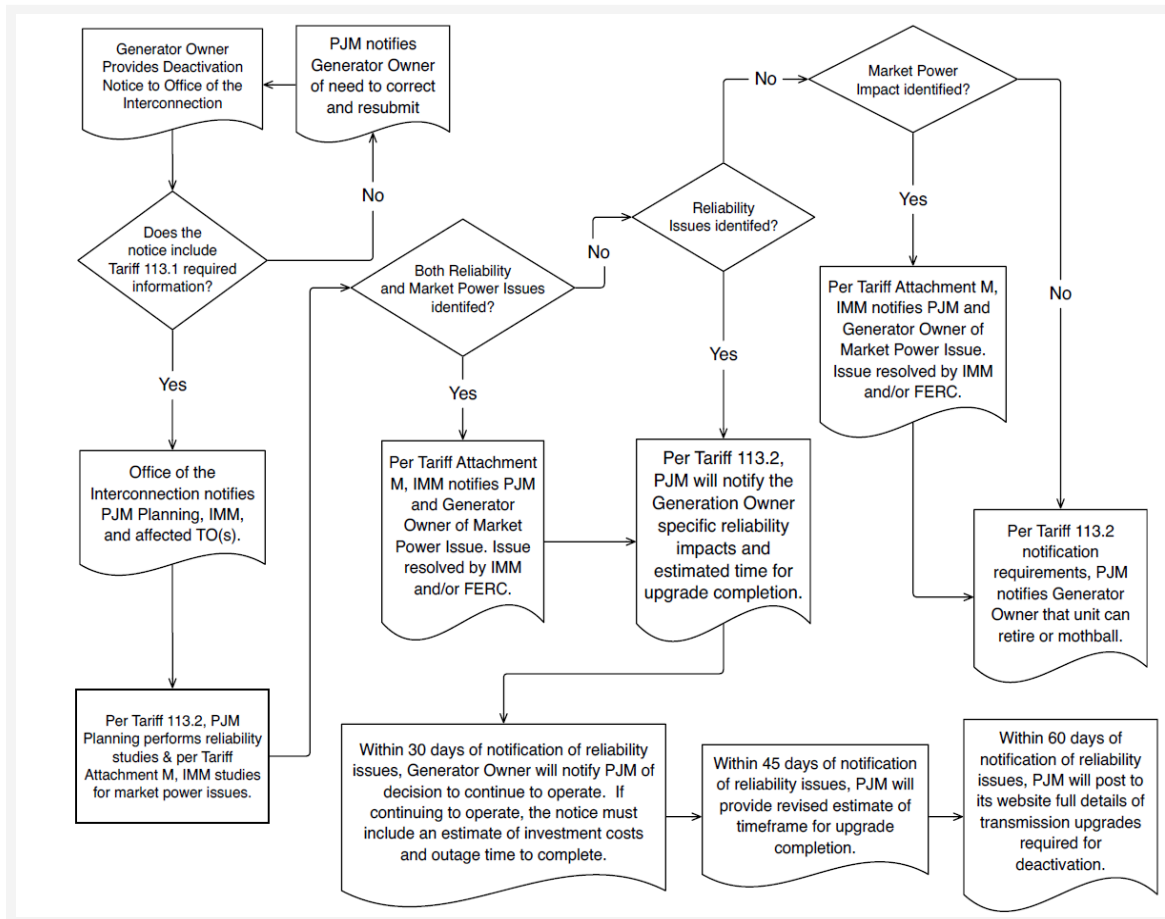 Generator Owner
Provides Deactivation
Notice to Office of the
Interconnection
PJM notifies
Generator Owner
of need to correct
and resubmit
No
Does the
notice include
Tariff 113.1 required
information?
Yes
Office of the
Interconnection notifies
PJM Planning, IMM,
and affected TO(s).
Per Tariff 113.2, PJM
Planning performs reliability
studies & per Tariff
Attachment M, IMM studies
for market power issues.
Both Reliability
and Market Power Issues
identifed?
No
Yes
Per Tariff Attachment
M, IMM notifies PJM
and Generator
Owner of Market
Power Issue. Issue
resolved by IMM
and/or FERC.
Reliability
Issues identifed?
No
Yes
Per Tariff 113.2,
PJM will notify the
Generation Owner
specific reliability
impacts and
estimated time for
upgrade completion.
Market Power
Impact identified?
Yes
No
Per Tariff Attachment M,
IMM notifies PJM and
Generator Owner of
Market Power Issue.
Issue resolved by IMM
and/or FERC.
Per Tariff 113.2
notification
requirements, PJM
notifies Generator
Owner that unit can
retire or mothball.
Within 30 days of notification of reliability
issues, Generator Owner will notify PJM of
decision to continue to operate. If
continuing to operate, the notice must
include an estimate of investment costs
and outage time to complete.
Within 45 days of notification
of reliability issues, PJM will
provide revised estimate of
timeframe for upgrade
completion.
Within 60 days of
notification of reliability
issues, PJM will post to
its website full details of
transmission upgrades
required for
deactivation.